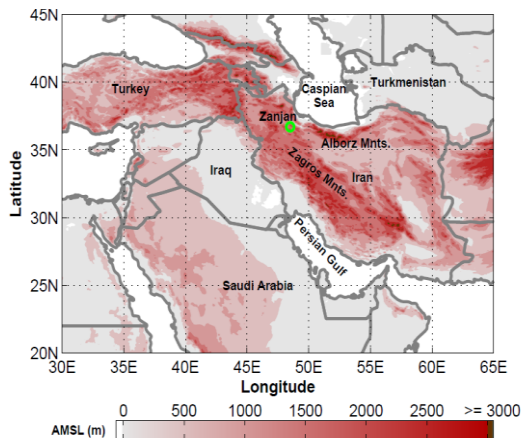 45N
40N
35N
30N
25N
20N
Latitude
Turkey
Caspian
Sea
Turkmenistan
Zanjan
Alborz Mnts.
Iraq
Zagros Mnts.
Iran
Persian Gulf
Saudi Arabia
30E 35E 40E 45E 50E 55E 60E 65E
Longitude
AMSL (m) 0 500 1000 1500 2000 2500 >= 3000